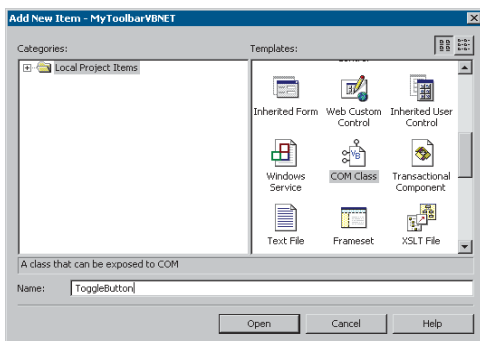 Add New Item - MyToolbarVBNET
Categories:
Templates:
Local Project Items
Inherited Form
Web Custom Control
Inherited User Control
Windows Service
COM Class
Transactional Component
Text File
Frameset
XSLT File
A class that can be exposed to COM
Name:
ToggleButton
Open
Cancel
Help